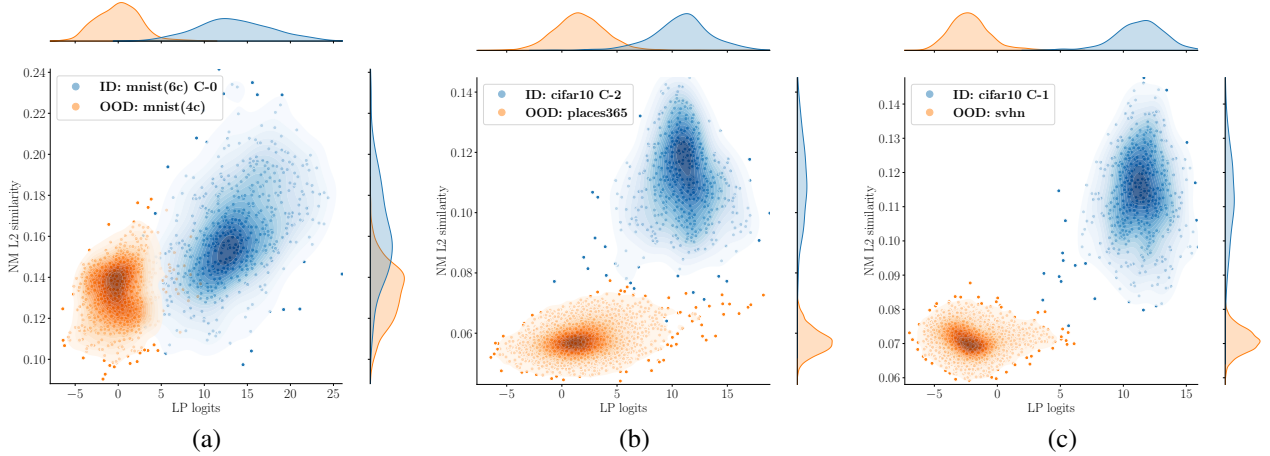 0.24
0.22
0.20
0.18
0.16
0.14
0.12
0.10
NM L2 similarity
ID: mnist(6c) C-0
OOD: mnist(4c)
−5 0 5 10 15 20 25
LP logits
(a)
0.14
0.12
0.10
0.08
0.06
NM L2 similarity
ID: cifar10 C-2
OOD: places365
−5 0 5 10 15
LP logits
(b)
0.14
0.13
0.12
0.11
0.10
0.09
0.08
0.07
0.06
NM L2 similarity
ID: cifar10 C-1
OOD: svhn
−5 0 5 10 15
LP logits
(c)